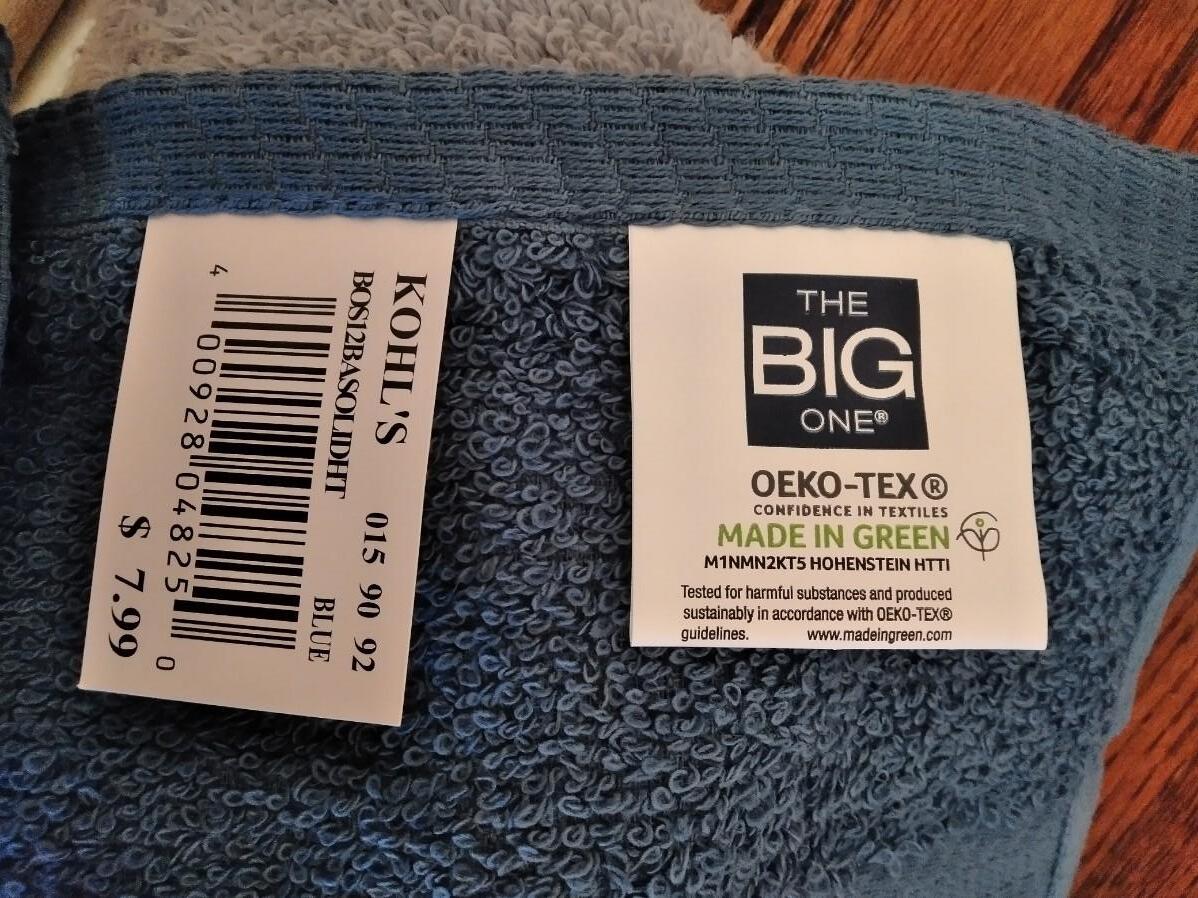 KOHL'S 015 90 92
BOS12BASOLIDHT BLUE
4 00928 04825 0
$ 7.99
THE
BIG
ONE®
OEKO-TEX®
CONFIDENCE IN TEXTILES
MADE IN GREEN
M1NMN2KT5 HOHENSTEIN HTTI
Tested for harmful substances and produced
sustainably in accordance with OEKO-TEX®
guidelines. www.madeingreen.com